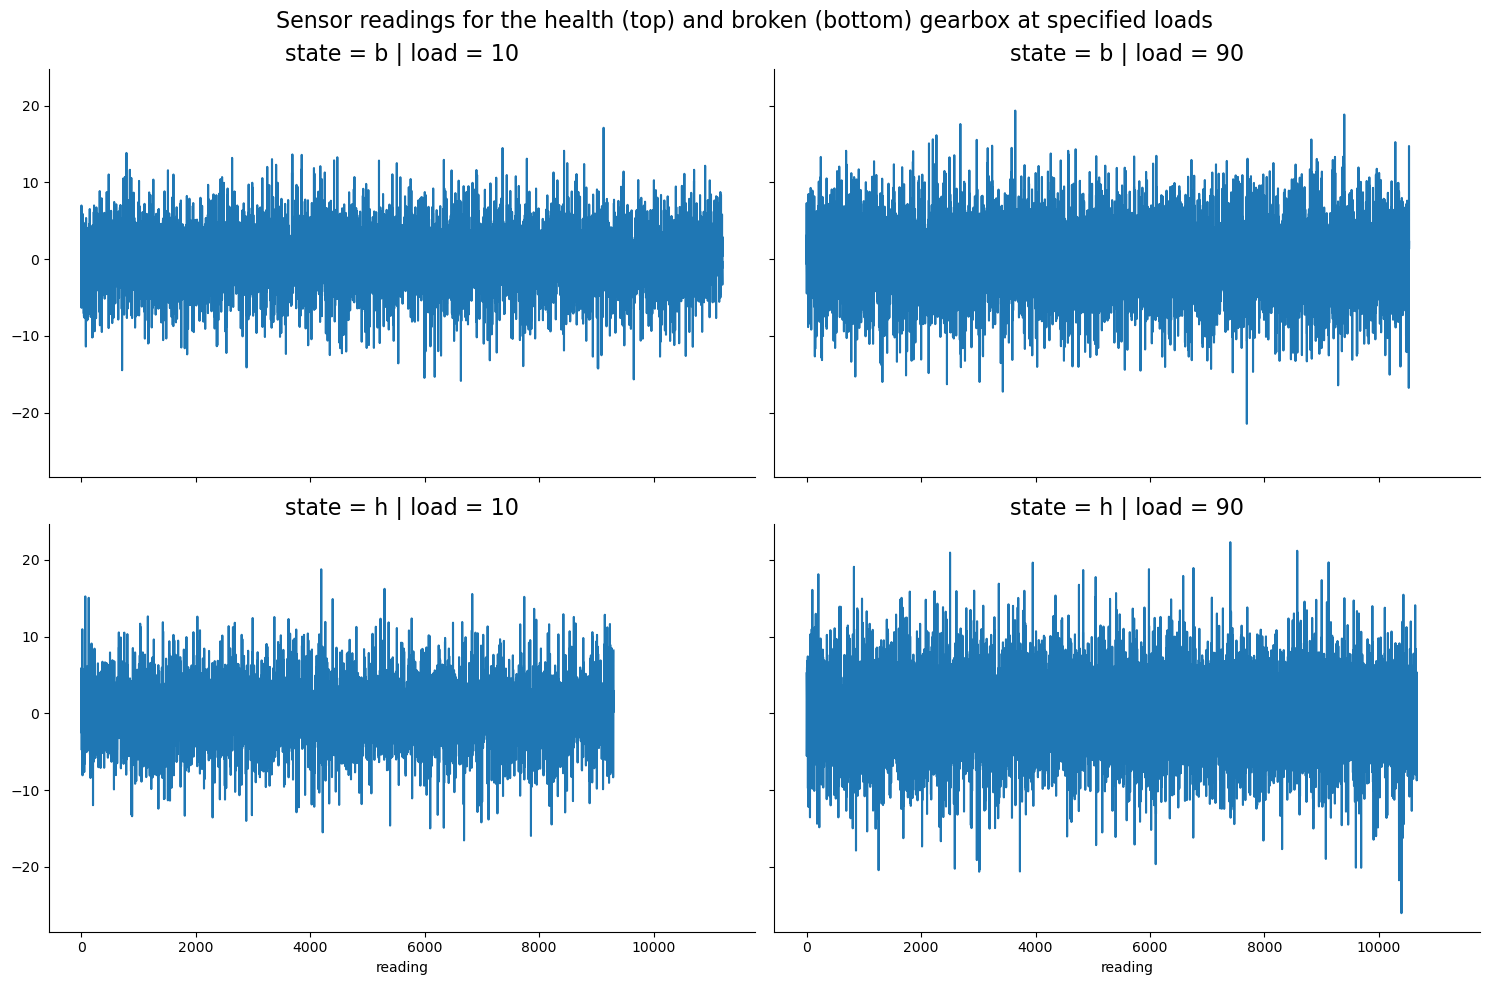 Sensor readings for the health (top) and broken (bottom) gearbox at specified loads
state = b | load = 10
state = b | load = 90
20
10
0
−10
−20
state = h | load = 10
state = h | load = 90
20
10
0
−10
−20
0 2000 4000 6000 8000 10000
0 2000 4000 6000 8000 10000
reading
reading